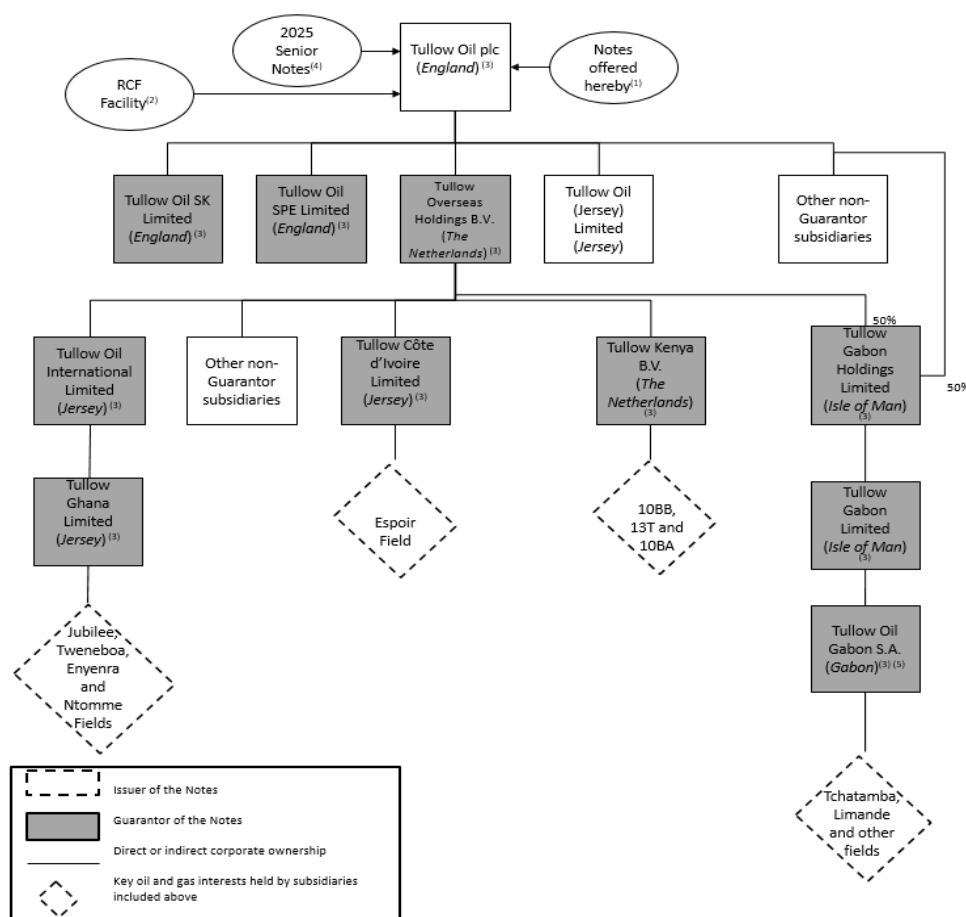 2025
Senior
Notes(4)
Tullow Oil plc
(England) (3)
Notes
offered
hereby(1)
RCF
Facility(2)
Tullow Oil SK
Limited
(England) (3)
Tullow Oil
SPE Limited
(England) (3)
Tullow
Overseas
Holdings B.V.
(The
Netherlands) (3)
Tullow Oil
(Jersey)
Limited
(Jersey)
Other non-
Guarantor
subsidiaries
50%
50%
Tullow Oil
International
Limited
(Jersey) (3)
Other non-
Guarantor
subsidiaries
Tullow Côte
d’Ivoire
Limited
(Jersey) (3)
Tullow Kenya
B.V.
(The
Netherlands)
(3)
Tullow
Gabon
Holdings
Limited
(Isle of Man)
(3)
Tullow
Ghana
Limited
(Jersey) (3)
Espoir
Field
10BB,
13T and
10BA
Tullow
Gabon
Limited
(Isle of Man)
(3)
Jubilee,
Tweneboa,
Enyenra
and
Ntomme
Fields
Tullow Oil
Gabon S.A.
(Gabon)(3) (5)
Tchatamba,
Limande
and other
fields
Issuer of the Notes
Guarantor of the Notes
Direct or indirect corporate ownership
Key oil and gas interests held by subsidiaries
included above